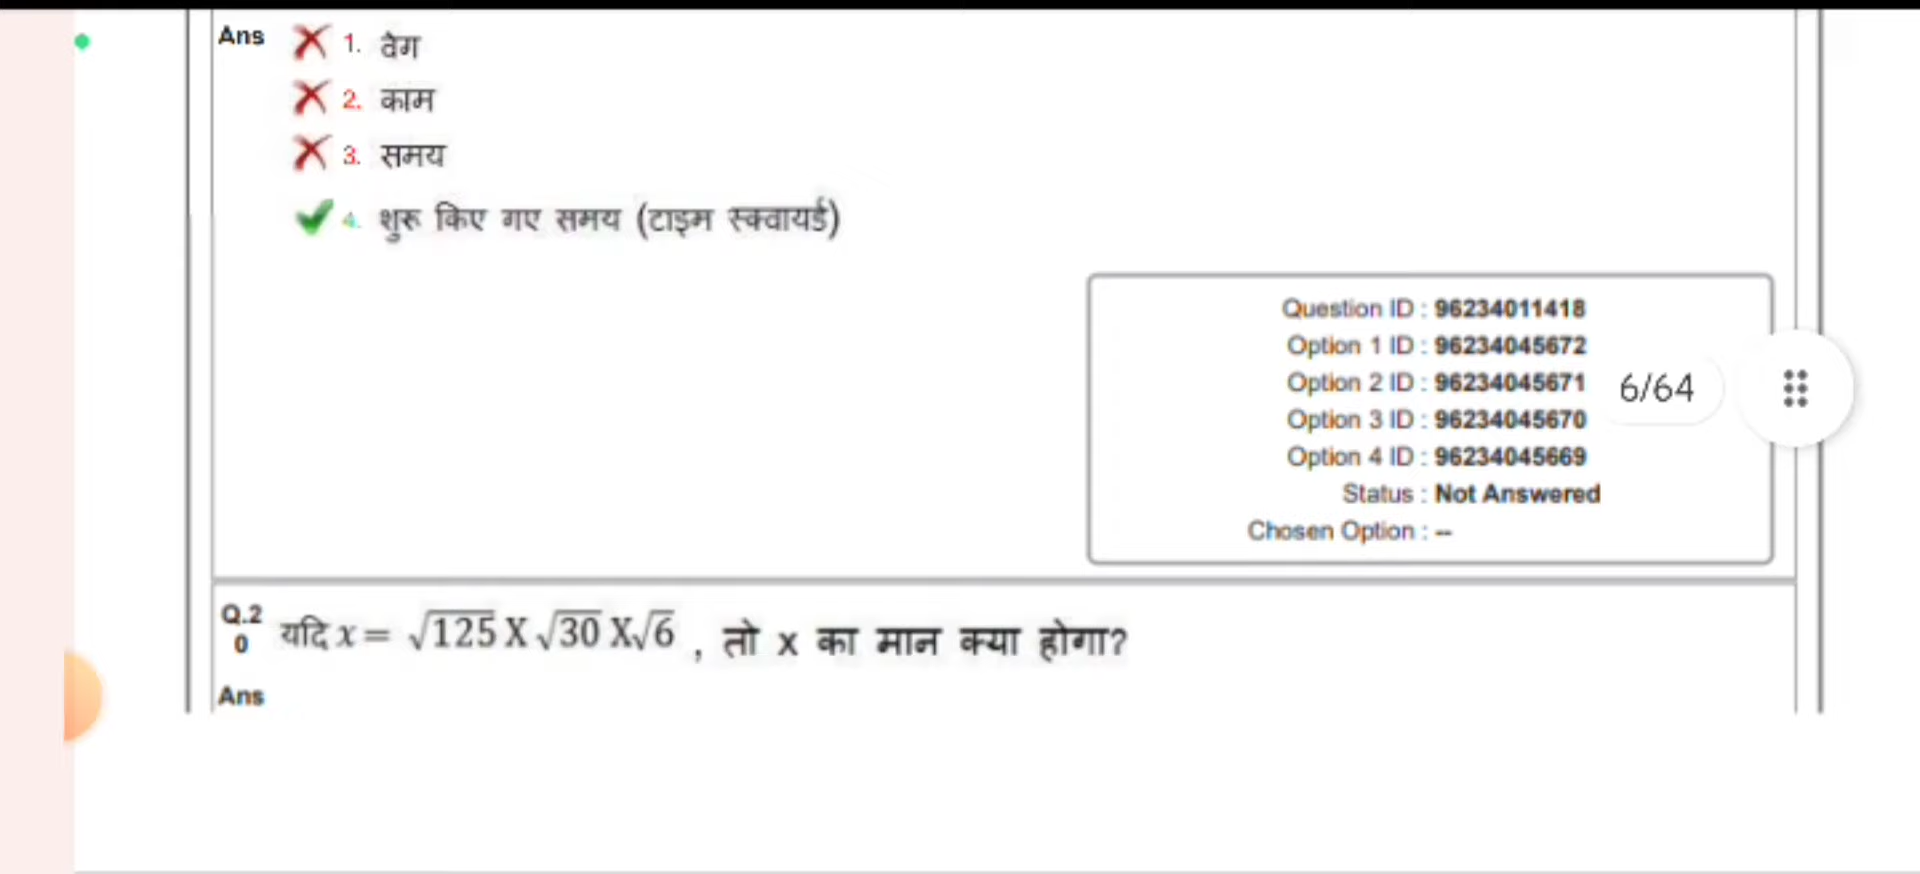 Ans 1. वेग
2. काम
3. समय
4. शुरू किए गए समय (टाइम स्क्वायर्ड)
Question ID : 96234011418
Option 1 ID : 96234045672
Option 2 ID : 96234045671
6/64
Option 3 ID : 96234045670
Option 4 ID : 96234045669
Status : Not Answered
Chosen Option : --
Q.20 यदि x = √125 X √30 X√6 , तो x का मान क्या होगा?
Ans